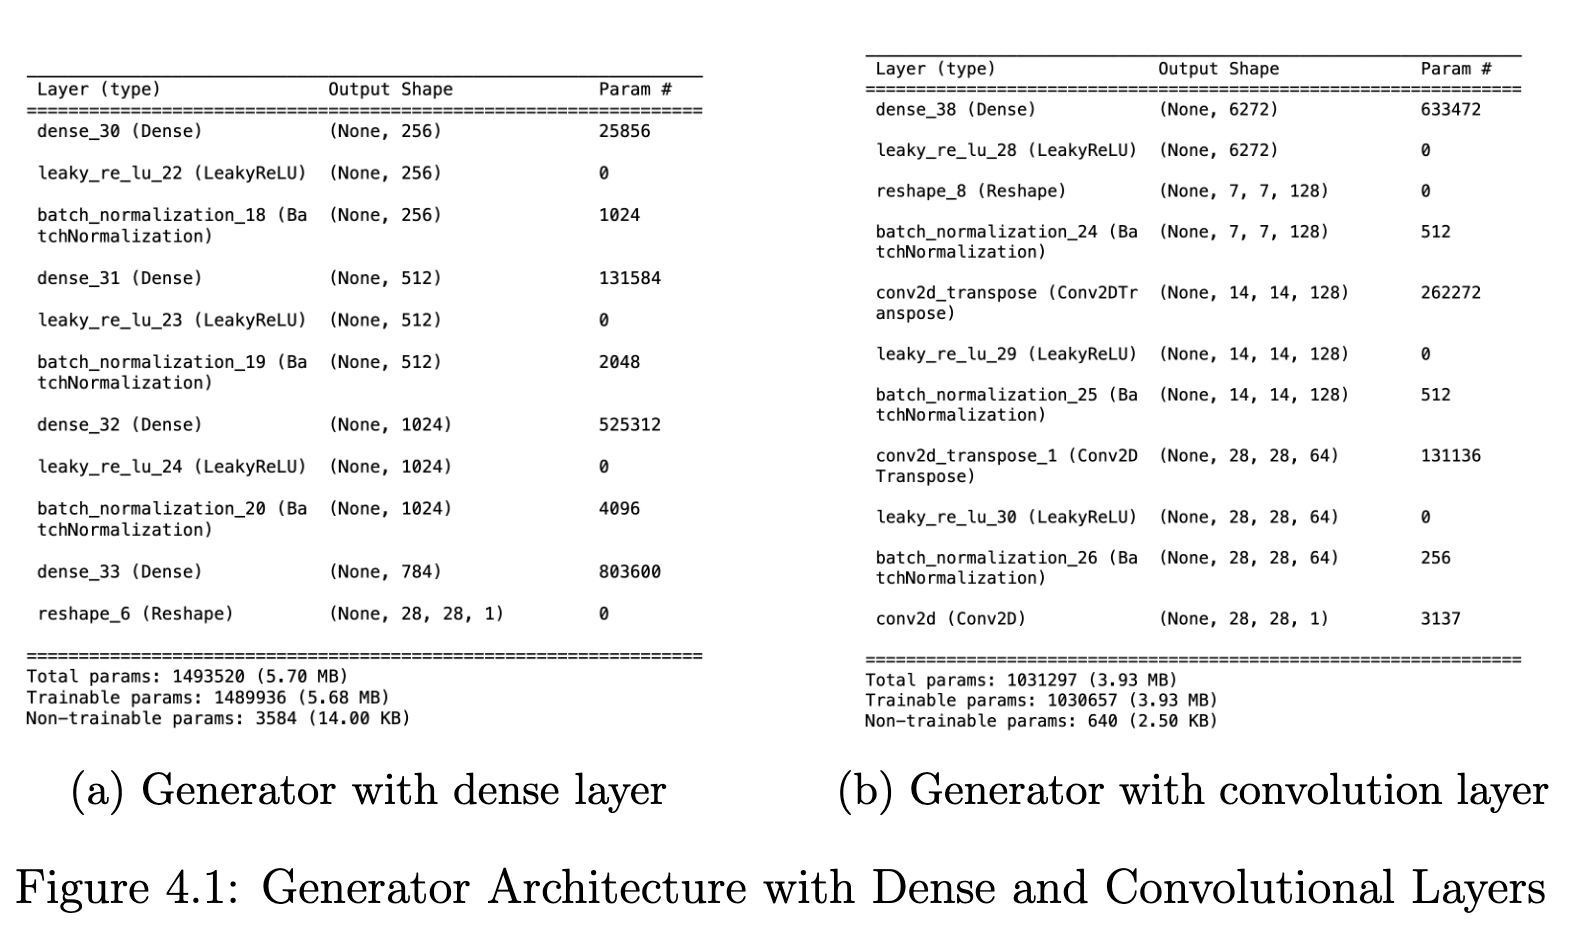 Layer (type) Output Shape Param #
dense_30 (Dense) (None, 256) 25856
leaky_re_lu_22 (LeakyReLU) (None, 256) 0
batch_normalization_18 (Ba (None, 256) 1024
tchNormalization)
dense_31 (Dense) (None, 512) 131584
leaky_re_lu_23 (LeakyReLU) (None, 512) 0
batch_normalization_19 (Ba (None, 512) 2048
tchNormalization)
dense_32 (Dense) (None, 1024) 525312
leaky_re_lu_24 (LeakyReLU) (None, 1024) 0
batch_normalization_20 (Ba (None, 1024) 4096
tchNormalization)
dense_33 (Dense) (None, 784) 803600
reshape_6 (Reshape) (None, 28, 28, 1) 0
Total params: 1493520 (5.70 MB)
Trainable params: 1489936 (5.68 MB)
Non-trainable params: 3584 (14.00 KB)
(a) Generator with dense layer
Layer (type) Output Shape Param #
dense_38 (Dense) (None, 6272) 633472
leaky_re_lu_28 (LeakyReLU) (None, 6272) 0
reshape_8 (Reshape) (None, 7, 7, 128) 0
batch_normalization_24 (Ba (None, 7, 7, 128) 512
tchNormalization)
conv2d_transpose (Conv2DTr (None, 14, 14, 128) 262272
anspose)
leaky_re_lu_29 (LeakyReLU) (None, 14, 14, 128) 0
batch_normalization_25 (Ba (None, 14, 14, 128) 512
tchNormalization)
conv2d_transpose_1 (Conv2D (None, 28, 28, 64) 131136
Transpose)
leaky_re_lu_30 (LeakyReLU) (None, 28, 28, 64) 0
batch_normalization_26 (Ba (None, 28, 28, 64) 256
tchNormalization)
conv2d (Conv2D) (None, 28, 28, 1) 3137
Total params: 1031297 (3.93 MB)
Trainable params: 1030657 (3.93 MB)
Non-trainable params: 640 (2.50 KB)
(b) Generator with convolution layer
Figure 4.1: Generator Architecture with Dense and Convolutional Layers